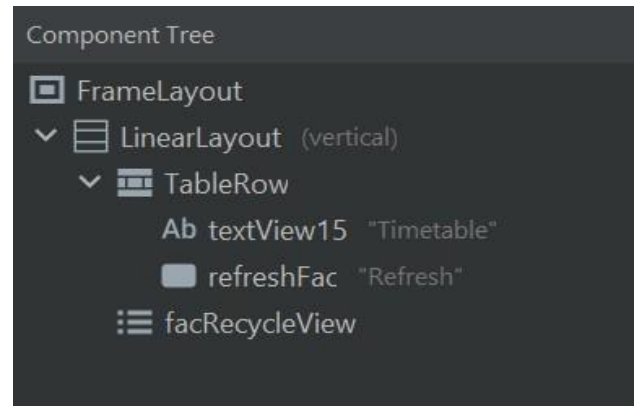 Component Tree
FrameLayout
LinearLayout (vertical)
TableRow
Ab textView15 "Timetable"
refreshFac "Refresh"
facRecycleView